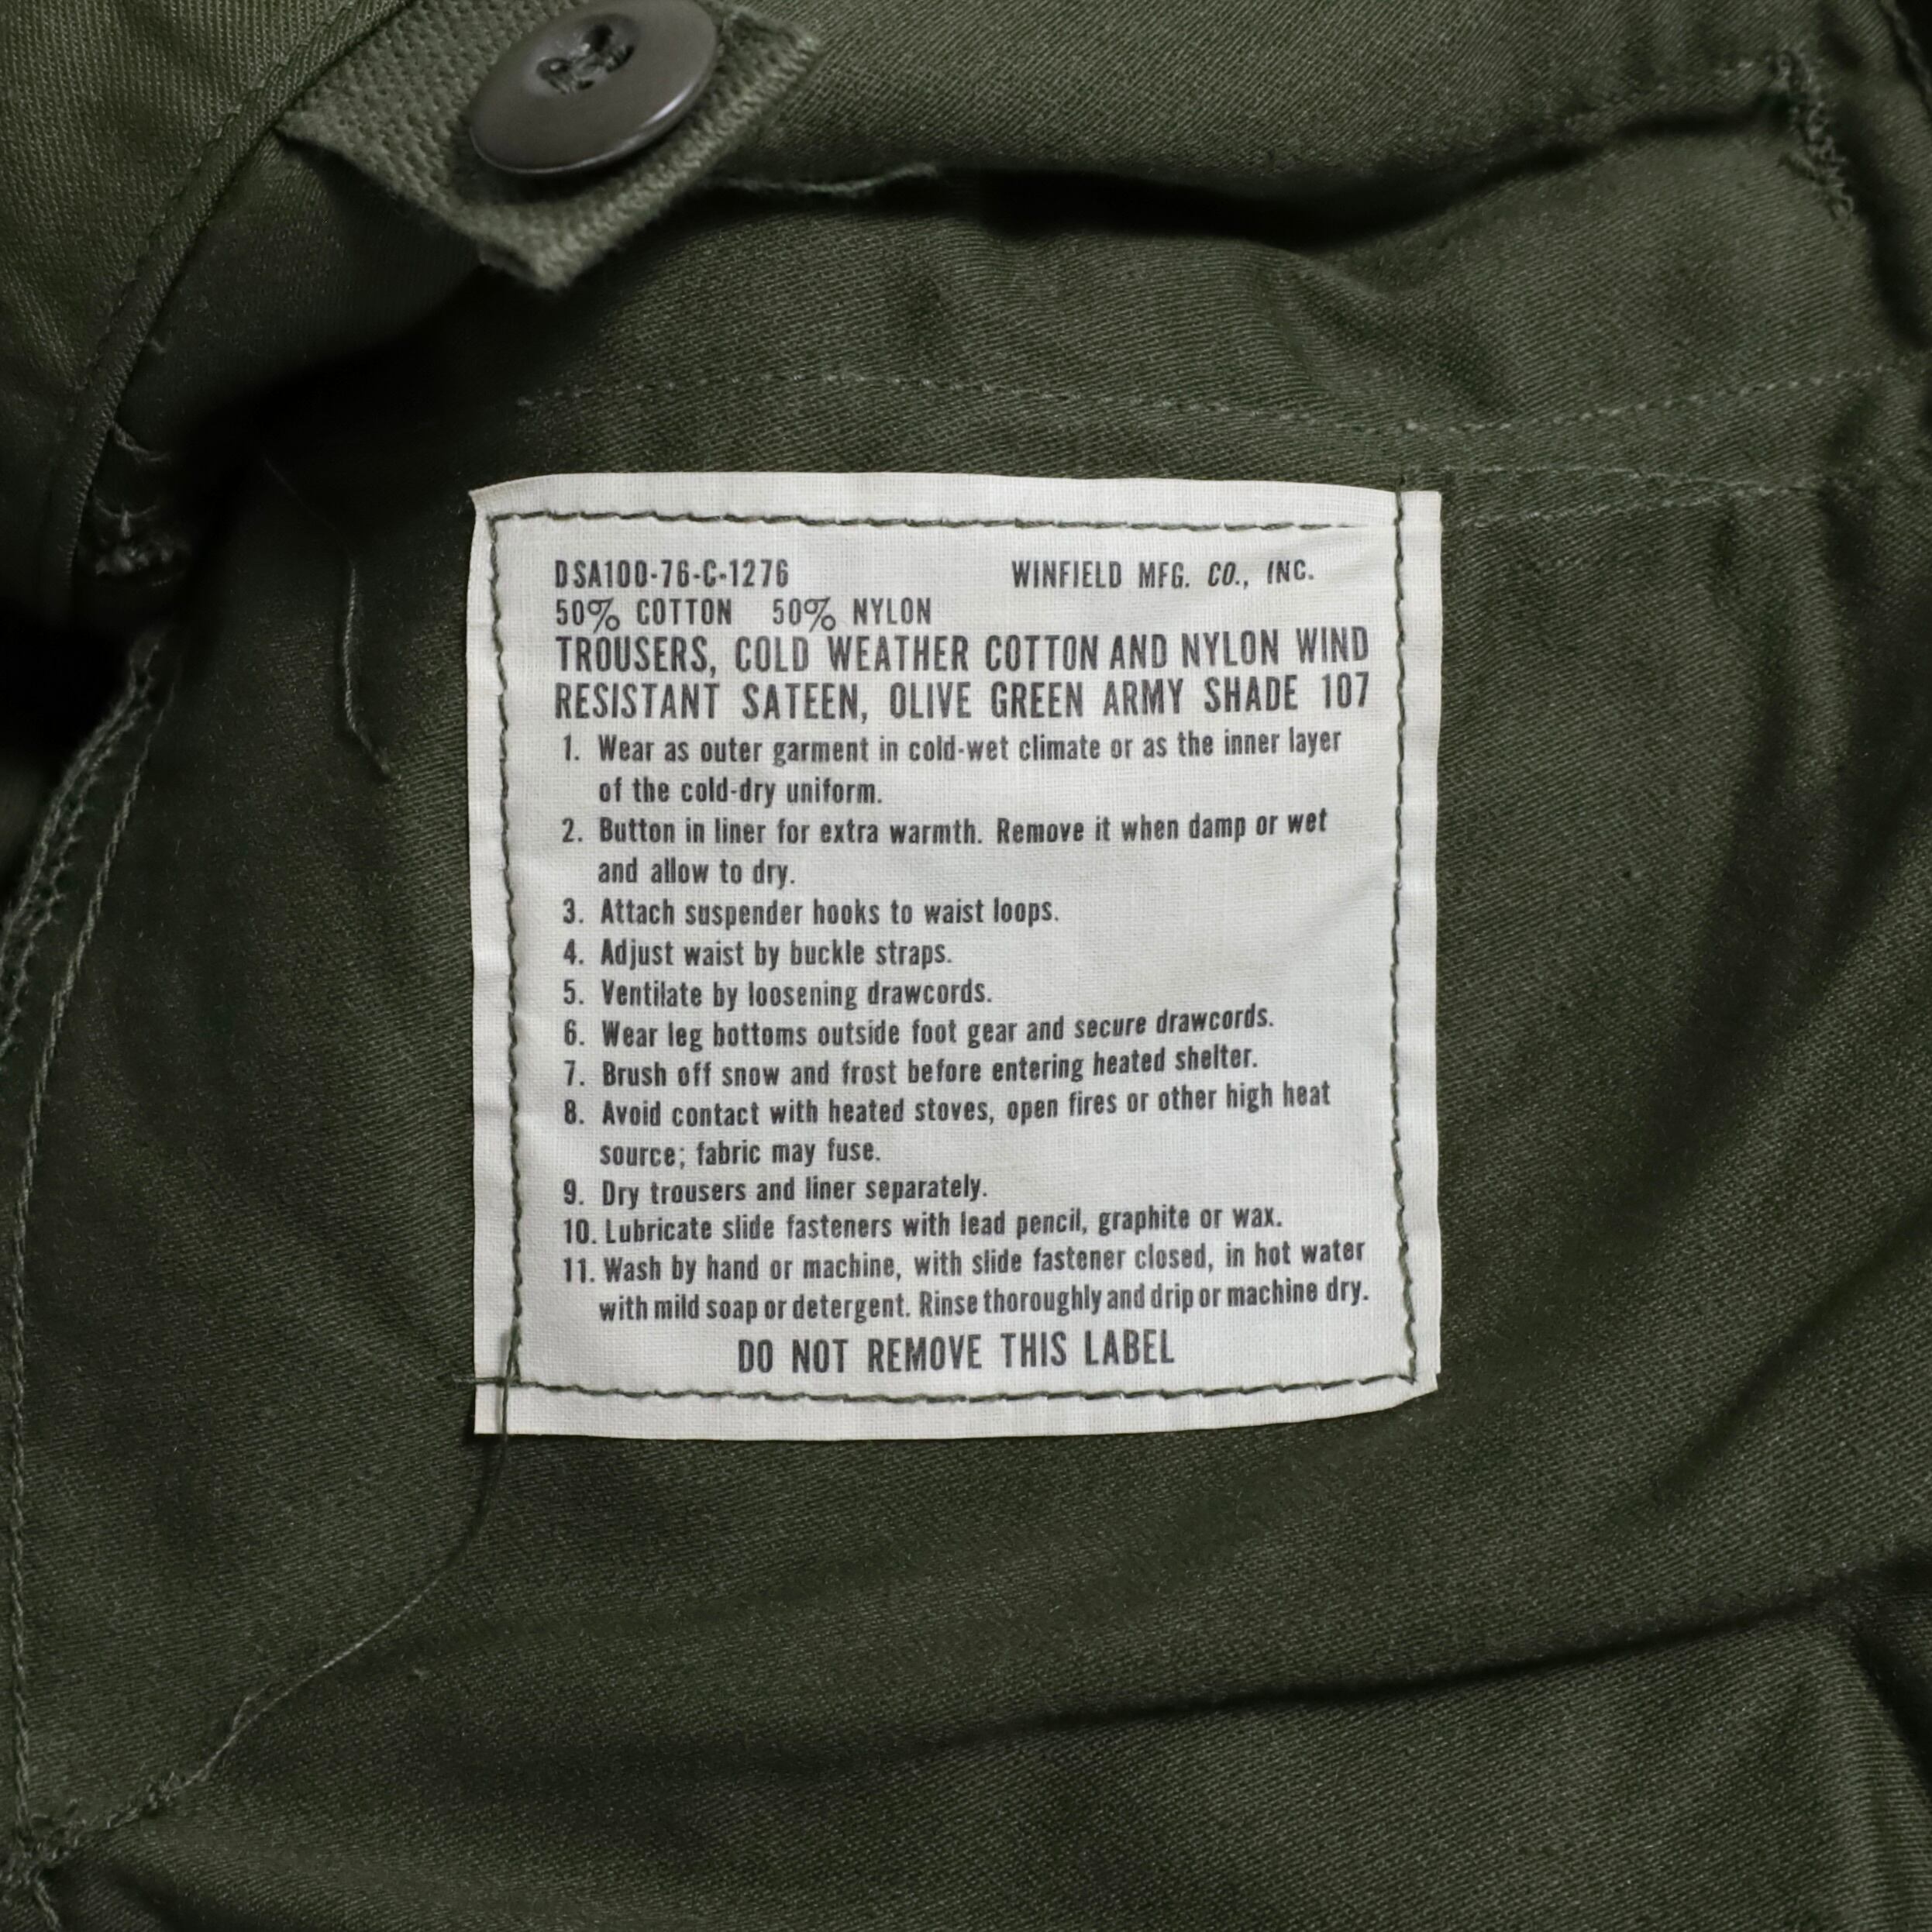 DSA100-76-C-1276 WINFIELD MFG. CO., INC.
50% COTTON 50% NYLON
TROUSERS, COLD WEATHER COTTON AND NYLON WIND
RESISTANT SATEEN, OLIVE GREEN ARMY SHADE 107
1. Wear as outer garment in cold-wet climate or as the inner layer
of the cold-dry uniform.
2. Button in liner for extra warmth. Remove it when damp or wet
and allow to dry.
3. Attach suspender hooks to waist loops.
4. Adjust waist by buckle straps.
5. Ventilate by loosening drawcords.
6. Wear leg bottoms outside foot gear and secure drawcords.
7. Brush off snow and frost before entering heated shelter.
8. Avoid contact with heated stoves, open fires or other high heat
source; fabric may fuse.
9. Dry trousers and liner separately.
10. Lubricate slide fasteners with lead pencil, graphite or wax.
11. Wash by hand or machine, with slide fastener closed, in hot water
with mild soap or detergent. Rinse thoroughly and drip or machine dry.
DO NOT REMOVE THIS LABEL